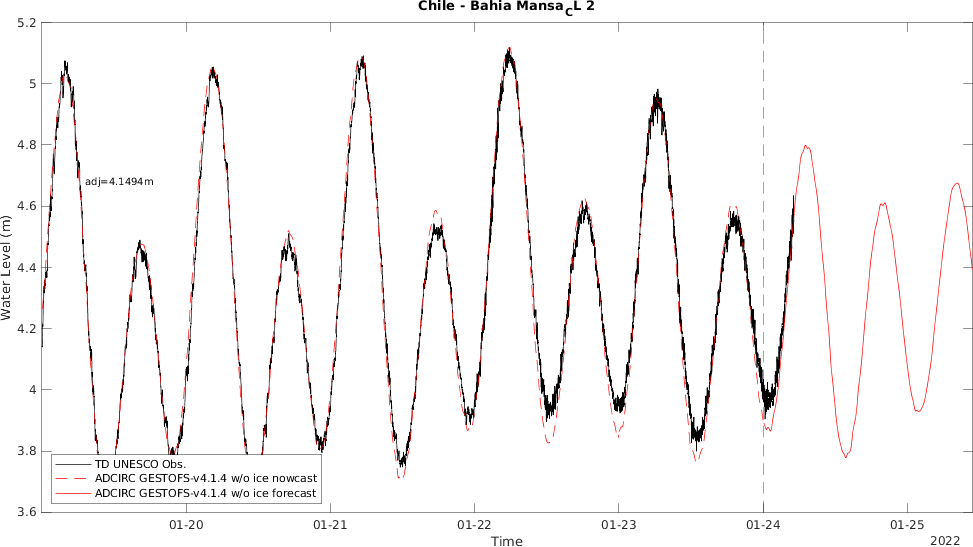 Chile - Bahia Mansa_CL 2
5.2
5
4.8
4.6
4.4
4.2
4
3.8
3.6
Water Level (m)
adj=4.1494m
TD UNESCO Obs.
ADCIRC GESTOFS-v4.1.4 w/o ice nowcast
ADCIRC GESTOFS-v4.1.4 w/o ice forecast
01-20
01-21
01-22
01-23
01-24
01-25
Time
2022